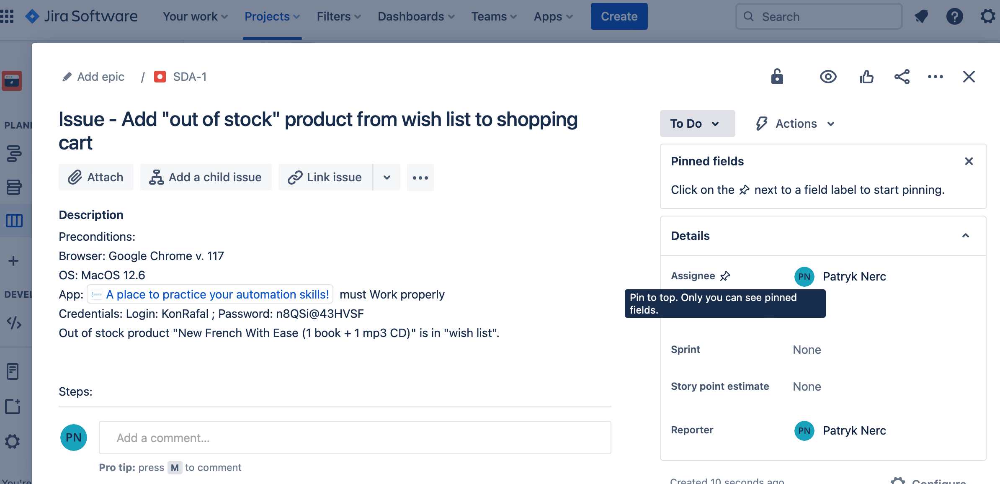 Jira Software Your work Projects Filters Dashboards Teams Apps Create Search
Add epic / SDA-1
Issue - Add "out of stock" product from wish list to shopping
cart
Attach Add a child issue Link issue
Description
Preconditions:
Browser: Google Chrome v. 117
OS: MacOS 12.6
App: A place to practice your automation skills! must Work properly
Credentials: Login: KonRafal ; Password: n8QSi@43HVSF
Out of stock product "New French With Ease (1 book + 1 mp3 CD)" is in "wish list".
Steps:
PN Add a comment...
Pro tip: press M to comment
To Do Actions
Pinned fields
Click on the next to a field label to start pinning.
Details
Assignee PN Patryk Nerc
Pin to top. Only you can see pinned
fields.
Sprint None
Story point estimate None
Reporter PN Patryk Nerc
Created 10 seconds ago Configure
PLANI
DEVEL
You're